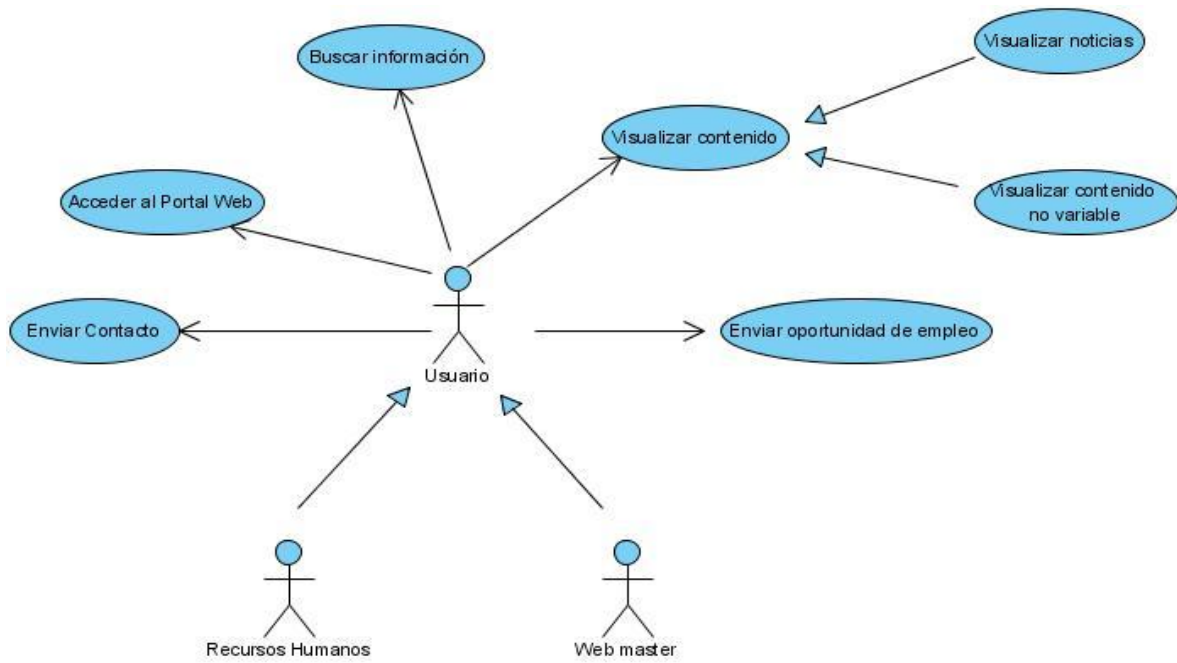 Visualizar noticias
Buscar información
Visualizar contenido
Acceder al Portal Web
Visualizar contenido
no variable
Enviar Contacto
Enviar oportunidad de empleo
Usuario
Recursos Humanos
Web master